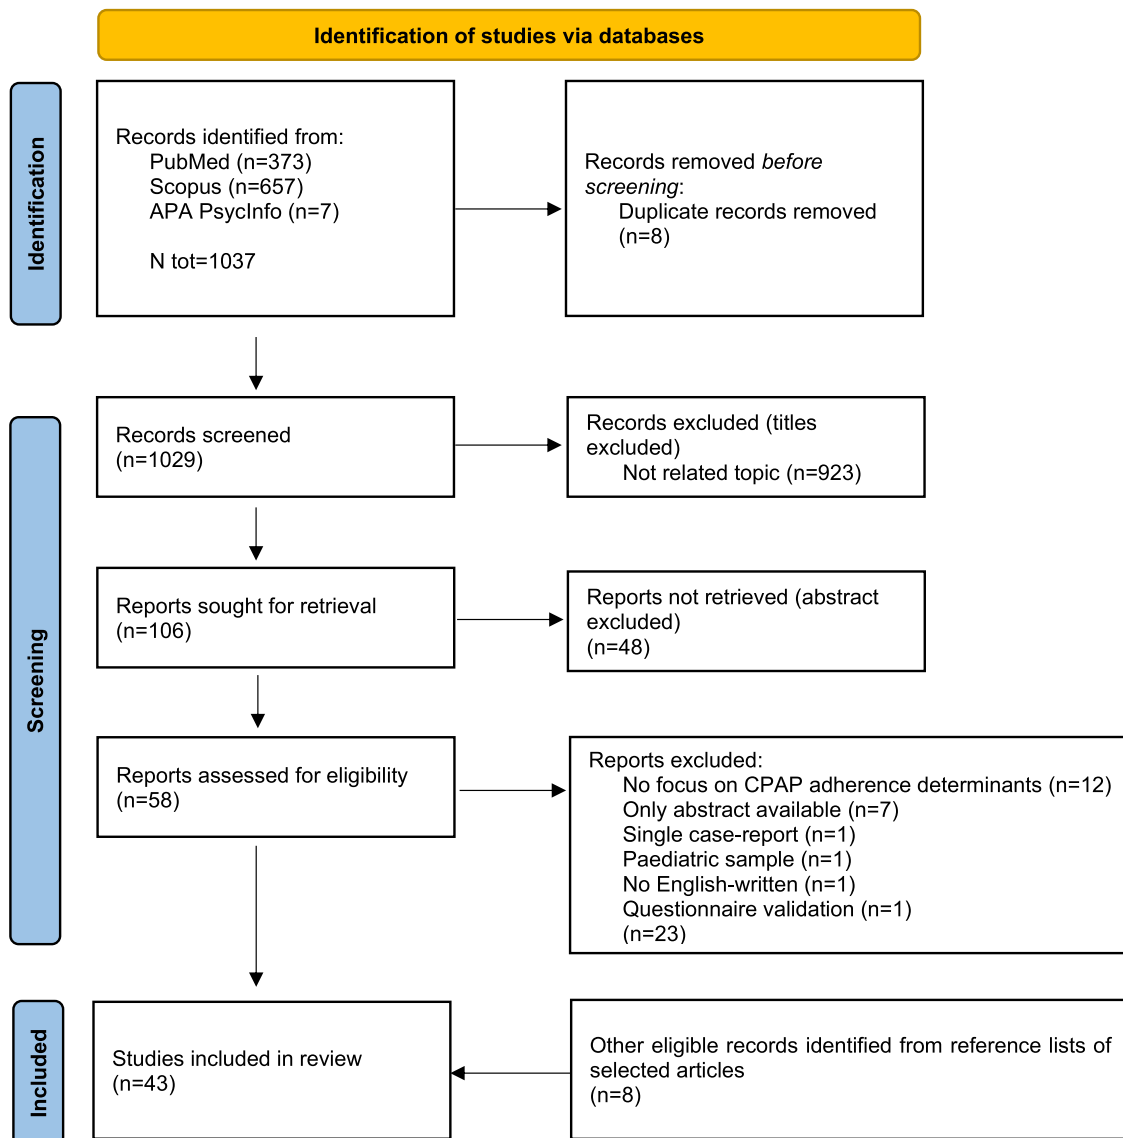 Identification of studies via databases
Identification
Records identified from:
PubMed (n=373)
Scopus (n=657)
APA PsycInfo (n=7)
N tot=1037
Records removed before
screening:
Duplicate records removed
(n=8)
Screening
Records screened
(n=1029)
Records excluded (titles
excluded)
Not related topic (n=923)
Reports sought for retrieval
(n=106)
Reports not retrieved (abstract
excluded)
(n=48)
Reports assessed for eligibility
(n=58)
Reports excluded:
No focus on CPAP adherence determinants (n=12)
Only abstract available (n=7)
Single case-report (n=1)
Paediatric sample (n=1)
No English-written (n=1)
Questionnaire validation (n=1)
(n=23)
Included
Studies included in review
(n=43)
Other eligible records identified from reference lists of
selected articles
(n=8)